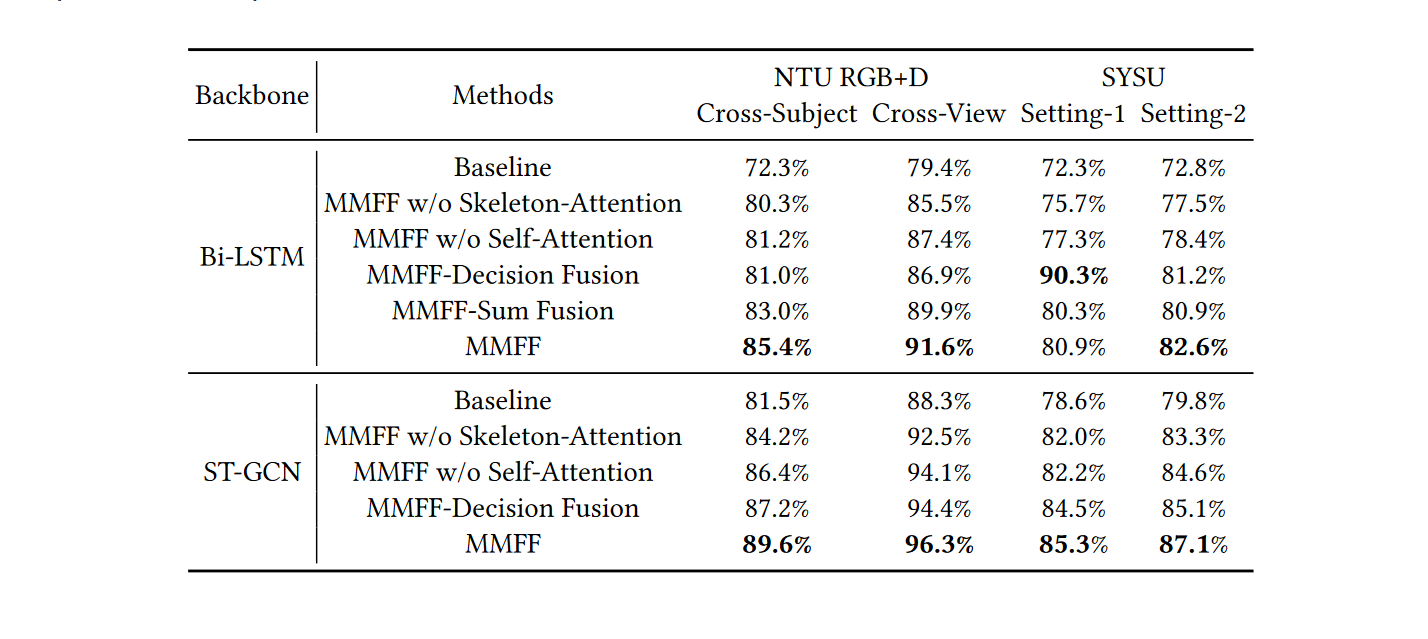 NTU RGB+D SYSU
Backbone Methods
Cross-Subject Cross-View Setting-1 Setting-2
Baseline 72.3% 79.4% 72.3% 72.8%
MMFF w/o Skeleton-Attention 80.3% 85.5% 75.7% 77.5%
MMFF w/o Self-Attention 81.2% 87.4% 77.3% 78.4%
Bi-LSTM
MMFF-Decision Fusion 81.0% 86.9% 90.3% 81.2%
MMFF-Sum Fusion 83.0% 89.9% 80.3% 80.9%
MMFF 85.4% 91.6% 80.9% 82.6%
Baseline 81.5% 88.3% 78.6% 79.8%
MMFF w/o Skeleton-Attention 84.2% 92.5% 82.0% 83.3%
ST-GCN MMFF w/o Self-Attention 86.4% 94.1% 82.2% 84.6%
MMFF-Decision Fusion 87.2% 94.4% 84.5% 85.1%
MMFF 89.6% 96.3% 85.3% 87.1%